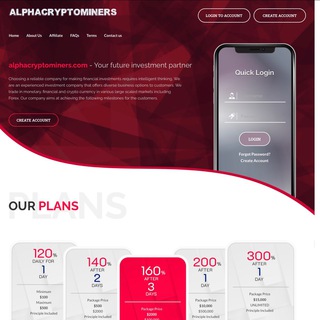 ALPHACRYPTOMINERS
LOGIN TO ACCOUNT
CREATE ACCOUNT
Home
About Us
Affiliate
FAQs
Terms
Contact
alphacryptominers.com - Your future investment partner
Choosing a reliable company for making financial investments requires intelligent thinking. We
are an experienced investment company that offers diverse business options to customers. We
trade in monetary financial and crypto currency in various large scaled markets including
Forex. Our company aims at achieving the following milestones for the customers.
CREATE ACCOUNT
Quick Login
LOGIN
Forgot Password?
Create Account
PLANS
OUR PLANS
120%
DAILY FOR
1
DAY
Minimum
$100
Maximum
$500
Principle Included
140%
AFTER
2
DAYS
Package Price
$500
$2000
Principle Included
160%
AFTER
3
DAYS
Package Price
$2000
200%
AFTER
1
DAY
Package Price
$10,000
$100000
Principle Included
300%
AFTER
1
DAY
Package Price
$15,000
UNLIMITED
Principle Included